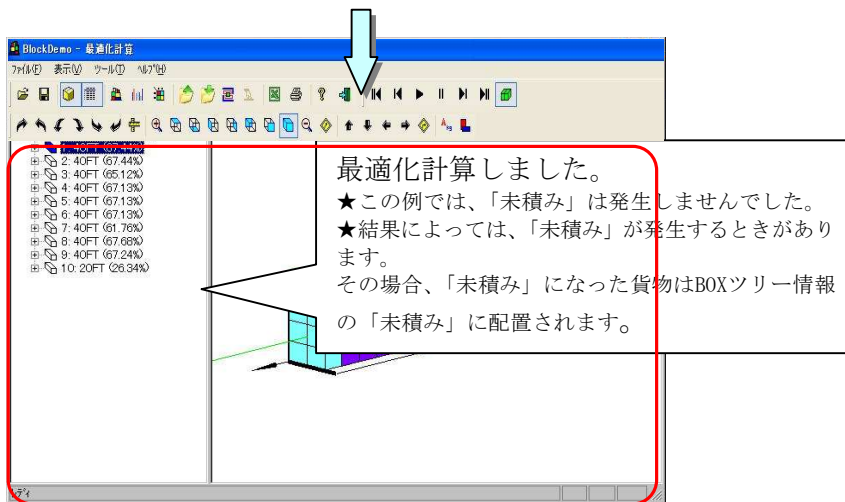 BlockDemo - 最適化計算
ファイル(F) 表示(V) ツール(T) ヘルプ(H)
1: 40FT (67.44%)
2: 40FT (67.44%)
3: 40FT (65.12%)
4: 40FT (67.13%)
5: 40FT (67.13%)
6: 40FT (67.13%)
7: 40FT (61.76%)
8: 40FT (67.68%)
9: 40FT (67.24%)
10: 20FT (26.34%)
最適化計算しました。
★この例では、「未積み」は発生しませんでした。
★結果によっては、「未積み」が発生するときがあり
ます。
その場合、「未積み」になった貨物はBOXツリー情報
の「未積み」に配置されます。
レディ